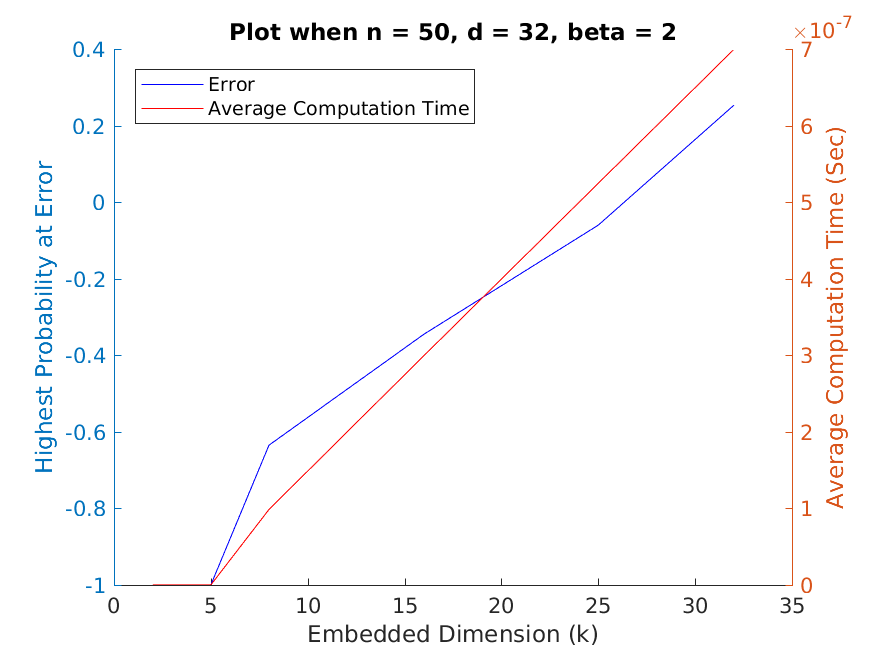 Plot when n = 50, d = 32, beta = 2
×10-7
Error
Average Computation Time
0.4
0.2
0
-0.2
-0.4
-0.6
-0.8
-1
Highest Probability at Error
7
6
5
4
3
2
1
0
Average Computation Time (Sec)
0 5 10 15 20 25 30 35
Embedded Dimension (k)